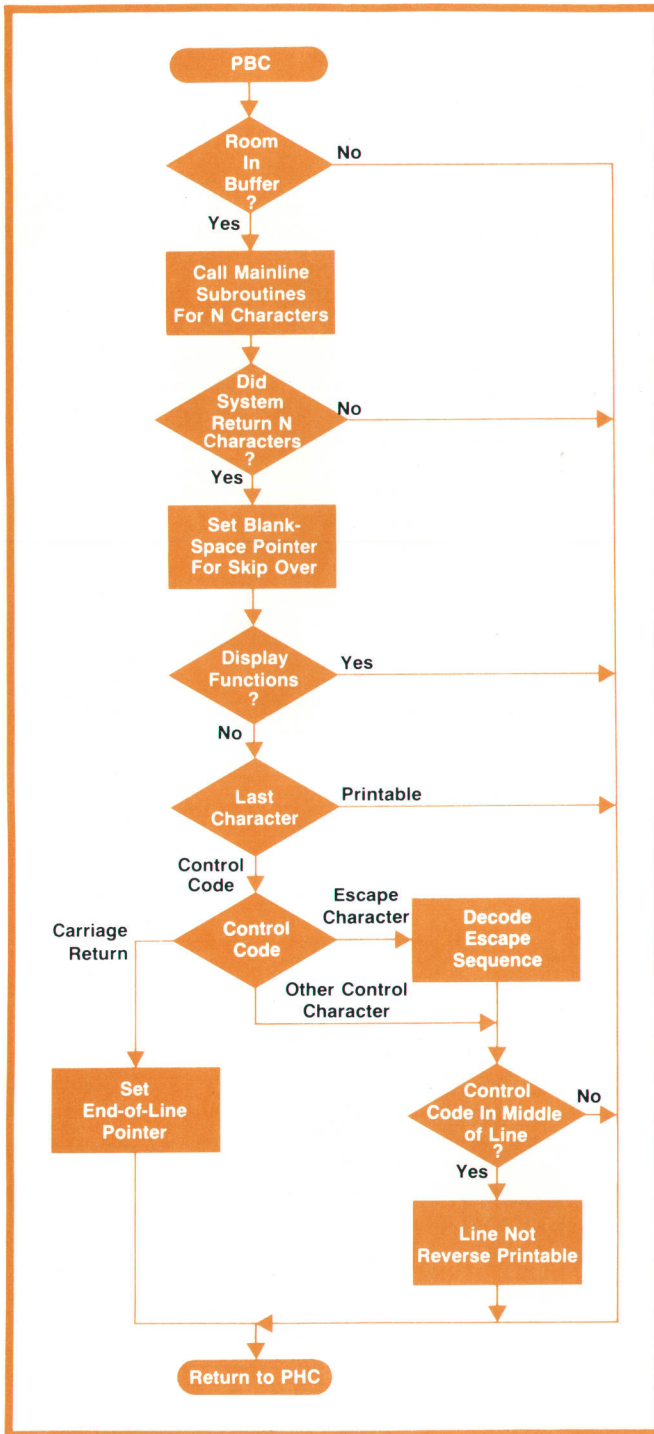 PBC
Room
In
Buffer
?
No
Yes
Call Mainline
Subroutines
For N Characters
Did
System
Return N
Characters
?
No
Yes
Set Blank-
Space Pointer
For Skip Over
Display
Functions
?
Yes
No
Last
Character
Printable
Control
Code
Control
Code
Escape
Character
Decode
Escape
Sequence
Carriage
Return
Other Control
Character
Set
End-of-Line
Pointer
Control
Code In Middle
of Line
?
No
Yes
Line Not
Reverse Printable
Return to PHC